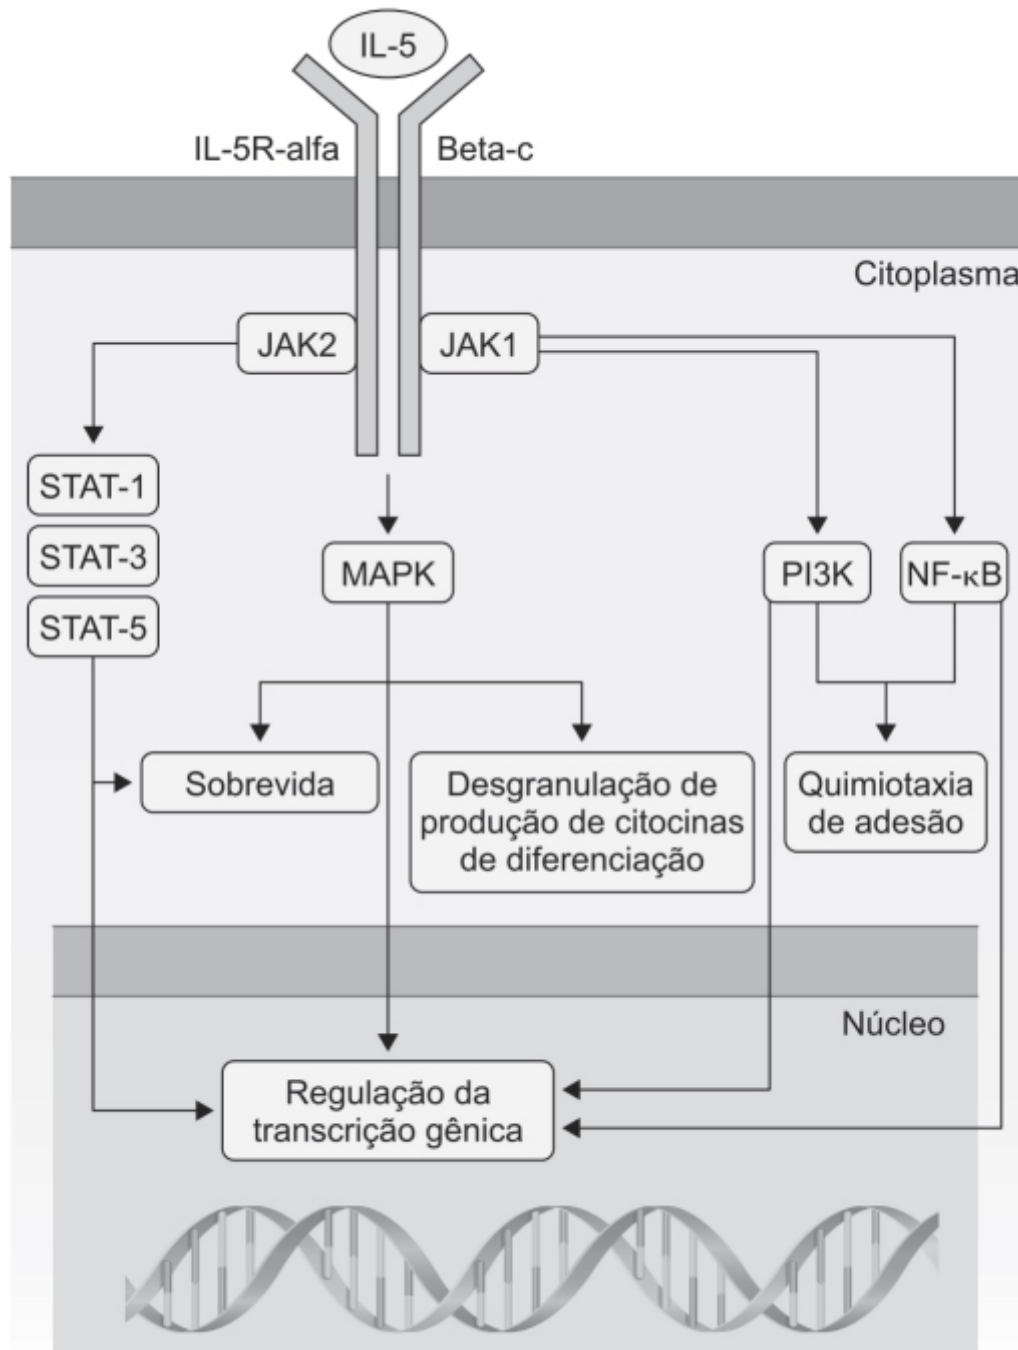 IL-5
IL-5R-alfa
Beta-c
Citoplasma
JAK2
JAK1
STAT-1
STAT-3
STAT-5
MAPK
PI3K
NF-κB
Sobrevida
Desgranulação de
produção de citocinas
de diferenciação
Quimiotaxia
de adesão
Núcleo
Regulação da
transcrição gênica